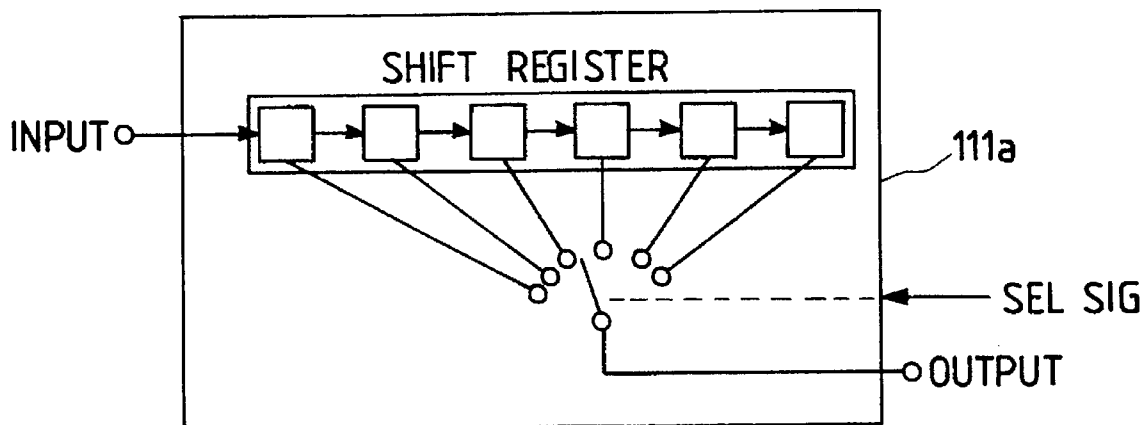 SHIFT REGISTER
INPUT
111a
SEL SIG
OUTPUT